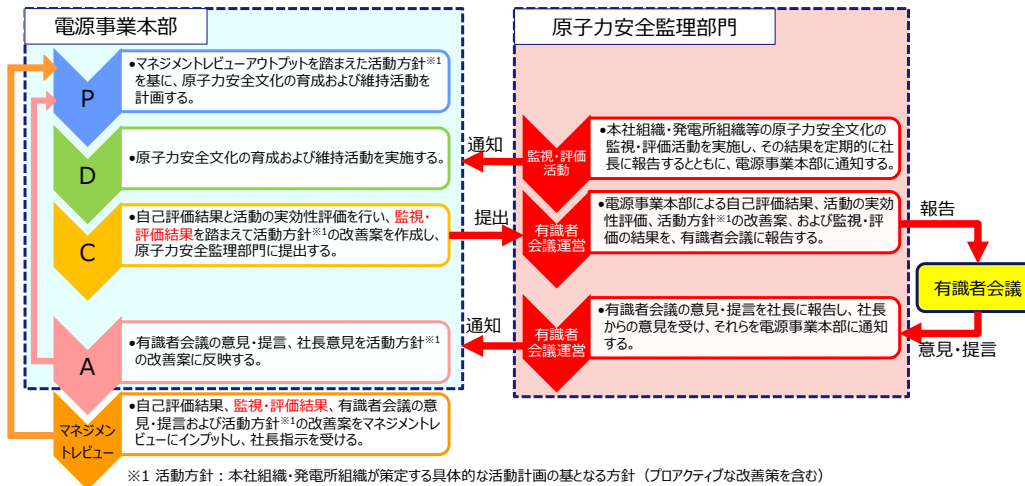 電源事業本部
P
•マネジメントレビューアウトプットを踏まえた活動方針※1
を基に、原子力安全文化の育成および維持活動を
計画する。
D
•原子力安全文化の育成および維持活動を実施する。
C
•自己評価結果と活動の実効性評価を行い、監視・
評価結果を踏まえて活動方針※1の改善案を作成し、
原子力安全監理部門に提出する。
A
•有識者会議の意見・提言、社長意見を活動方針※1
の改善案に反映する。
マネジメン
トレビュー
•自己評価結果、監視・評価結果、有識者会議の意
見・提言および活動方針※1の改善案をマネジメントレ
ビューにインプットし、社長指示を受ける。
通知
提出
通知
原子力安全監理部門
監視・評価
活動
•本社組織・発電所組織等の原子力安全文化の
監視・評価活動を実施し、その結果を定期的に社
長に報告するとともに、電源事業本部に通知する。
有識者
会議運営
•電源事業本部による自己評価結果、活動の実効
性評価、活動方針※1の改善案、および監視・評
価の結果を、有識者会議に報告する。
有識者
会議運営
•有識者会議の意見・提言を社長に報告し、社長
からの意見を受け、それらを電源事業本部に通知
する。
報告
有識者会議
意見・提言
※1 活動方針：本社組織・発電所組織が策定する具体的な活動計画の基となる方針（プロアクティブな改善策を含む）